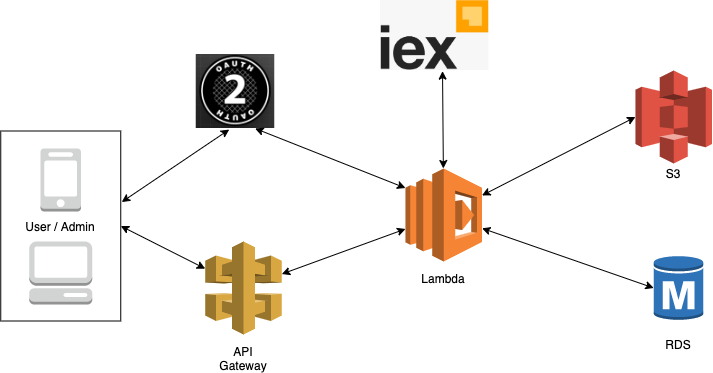 iex
OAUTH
2
OAUTH
S3
User / Admin
Lambda
M
RDS
API
Gateway